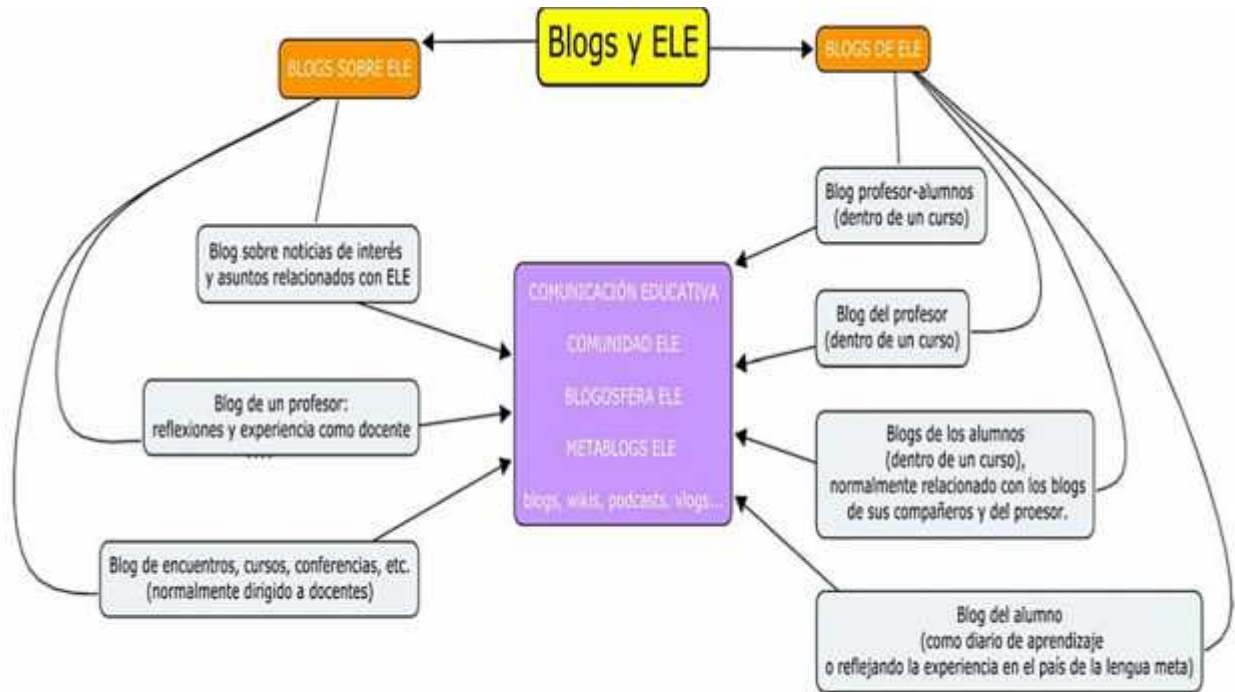 Blogs y ELE
BLOGS SOBRE ELE
BLOGS DE ELE
Blog sobre noticias de interés
y asuntos relacionados con ELE
Blog de un profesor:
reflexiones y experiencia como docente
....
Blog de encuentros, cursos, conferencias, etc.
(normalmente dirigido a docentes)
COMUNICACIÓN EDUCATIVA
COMUNIDAD ELE
BLOGOSFERA ELE
METABLOGS ELE
blogs, wikis, podcasts, vlogs...
Blog profesor-alumnos
(dentro de un curso)
Blog del profesor
(dentro de un curso)
Blogs de los alumnos
(dentro de un curso),
normalmente relacionado con los blogs
de sus compañeros y del proesor.
Blog del alumno
(como diario de aprendizaje
o reflejando la experiencia en el país de la lengua meta)